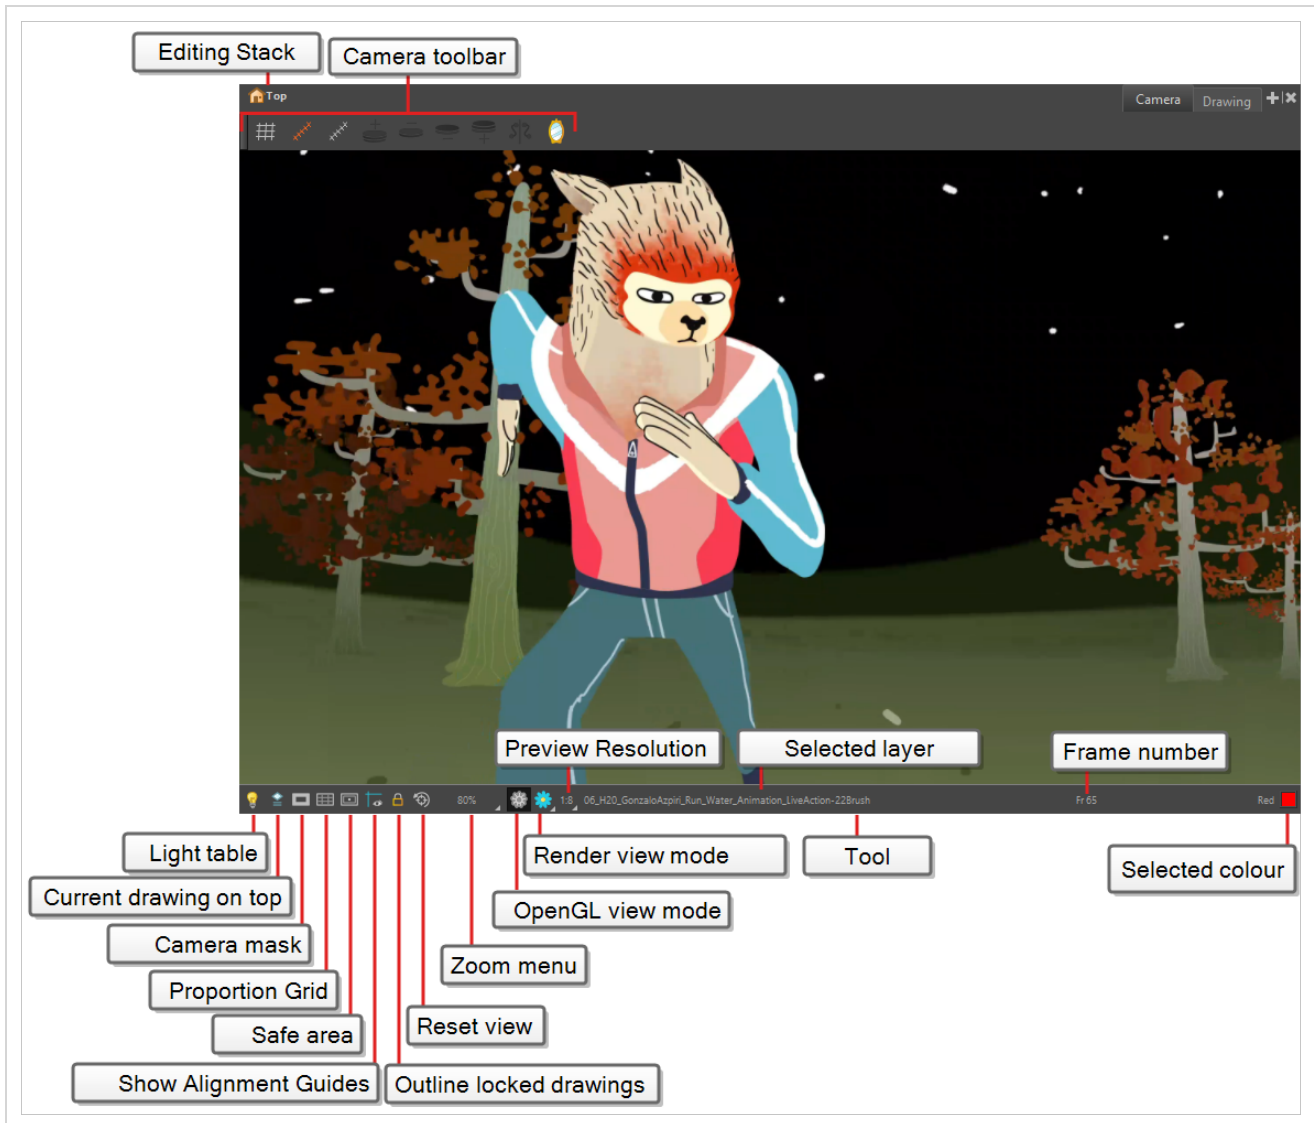 Editing Stack
Camera toolbar
Top
Camera
Drawing
Preview Resolution
Selected layer
Frame number
80%
1:8
06_H20_GonzaloAzpiri_Run_Water_Animation_LiveAction-22Brush
Fr 65
Red
Light table
Render view mode
Tool
Selected colour
Current drawing on top
OpenGL view mode
Camera mask
Zoom menu
Proportion Grid
Safe area
Reset view
Show Alignment Guides
Outline locked drawings